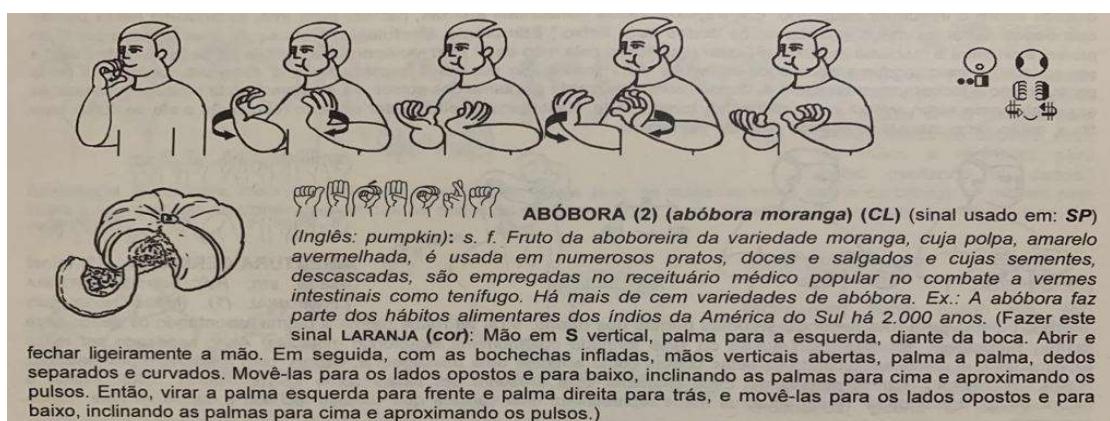 ABÓBORA (2) (abóbora moranga) (CL) (sinal usado em: SP)
(Inglês: pumpkin): s. f. Fruto da aboboreira da variedade moranga, cuja polpa, amarelo
avermelhada, é usada em numerosos pratos, doces e salgados e cujas sementes,
descascadas, são empregadas no receituário médico popular no combate a vermes
intestinais como tenífugo. Há mais de cem variedades de abóbora. Ex.: A abóbora faz
parte dos hábitos alimentares dos índios da América do Sul há 2.000 anos. (Fazer este
sinal LARANJA (cor): Mão em S vertical, palma para a esquerda, diante da boca. Abrir e
fechar ligeiramente a mão. Em seguida, com as bochechas infladas, mãos verticais abertas, palma a palma, dedos
separados e curvados. Movê-las para os lados opostos e para baixo, inclinando as palmas para cima e aproximando os
pulsos. Então, virar a palma esquerda para frente e palma direita para trás, e movê-las para os lados opostos e para
baixo, inclinando as palmas para cima e aproximando os pulsos.)